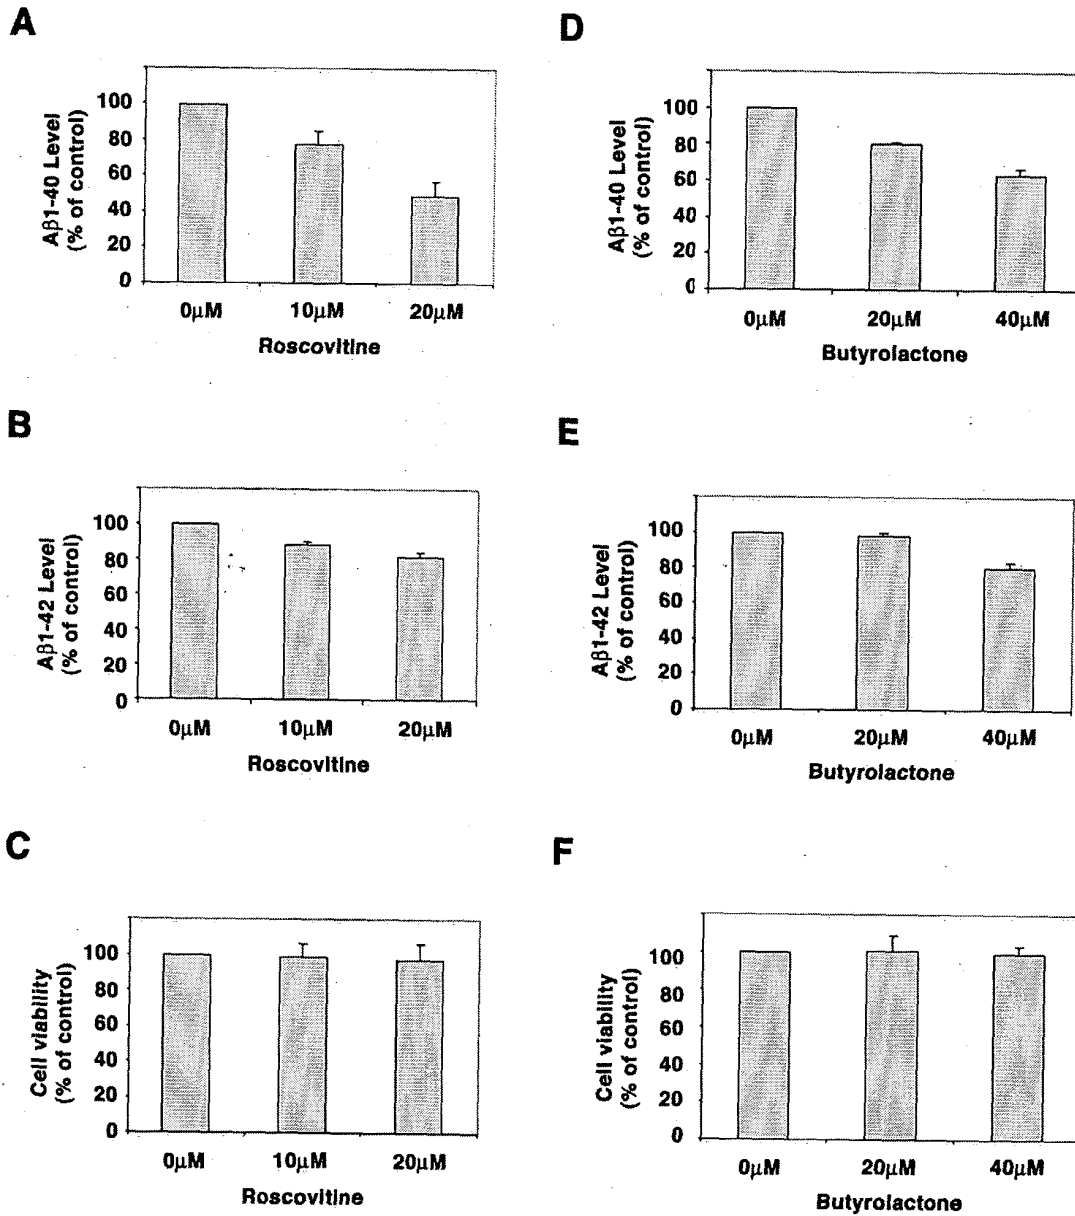 A
Aβ1-40 Level
(% of control)
100
80
60
40
20
0
0μM 10μM 20μM
Roscovitine
B
Aβ1-42 Level
(% of control)
100
80
60
40
20
0
0μM 10μM 20μM
Roscovitine
C
Cell viability
(% of control)
100
80
60
40
20
0
0μM 10μM 20μM
Roscovitine
D
Aβ1-40 Level
(% of control)
100
80
60
40
20
0
0μM 20μM 40μM
Butyrolactone
E
Aβ1-42 Level
(% of control)
100
80
60
40
20
0
0μM 20μM 40μM
Butyrolactone
F
Cell viability
(% of control)
100
80
60
40
20
0
0μM 20μM 40μM
Butyrolactone